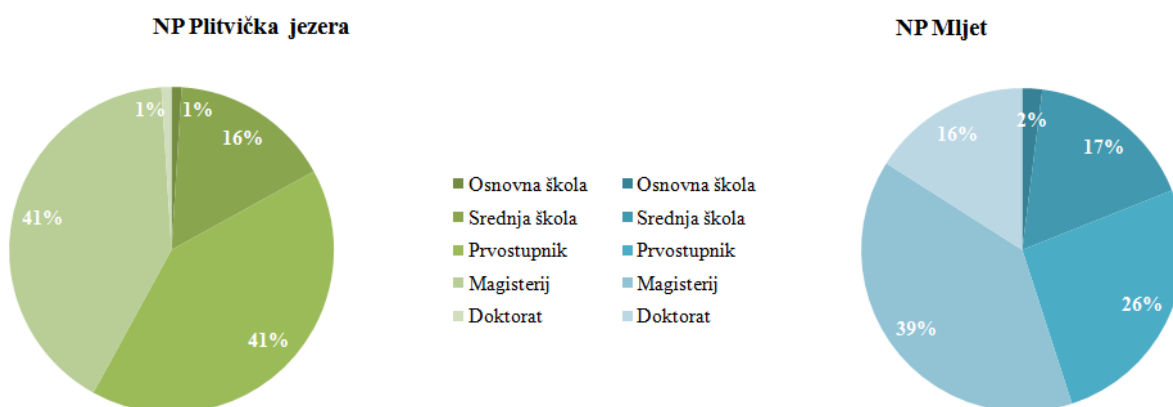 NP Plitvička jezera
1%
1%
16%
41%
41%
Osnovna škola
Srednja škola
Prvostupnik
Magisterij
Doktorat
Osnovna škola
Srednja škola
Prvostupnik
Magisterij
Doktorat
NP Mljet
16%
2%
17%
39%
26%